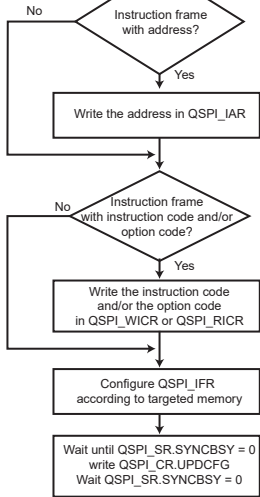 Instruction frame
with address?
No
Yes
Write the address in QSPI_IAR
Instruction frame
with instruction code and/or
option code?
No
Yes
Write the instruction code
and/or the option code
in QSPI_WICR or QSPI_RICR
Configure QSPI_IFR
according to targeted memory
Wait until QSPI_SR.SYNCBSY = 0
write QSPI_CR.UPDCFG
Wait QSPI_SR.SYNCBSY = 0